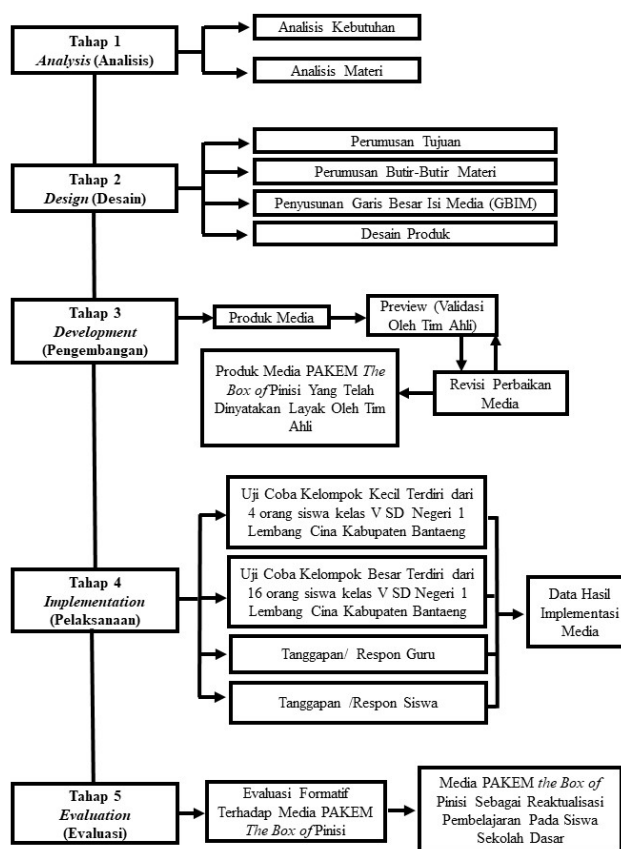 Tahap 1
Analysis (Analisis)
Analisis Kebutuhan
Analisis Materi
Tahap 2
Design (Desain)
Perumusan Tujuan
Perumusan Butir-Butir Materi
Penyusunan Garis Besar Isi Media (GBIM)
Desain Produk
Tahap 3
Development
(Pengembangan)
Produk Media
Preview (Validasi
Oleh Tim Ahli)
Revisi Perbaikan
Media
Produk Media PAKEM The
Box of Pinisi Yang Telah
Dinyatakan Layak Oleh Tim
Ahli
Tahap 4
Implementation
(Pelaksanaan)
Uji Coba Kelompok Kecil Terdiri dari
4 orang siswa kelas V SD Negeri 1
Lembang Cina Kabupaten Bantaeng
Uji Coba Kelompok Besar Terdiri dari
16 orang siswa kelas V SD Negeri 1
Lembang Cina Kabupaten Bantaeng
Tanggapan/ Respon Guru
Tanggapan /Respon Siswa
Data Hasil
Implementasi
Media
Tahap 5
Evaluation
(Evaluasi)
Evaluasi Formatif
Terhadap Media PAKEM
The Box of Pinisi
Media PAKEM the Box of
Pinisi Sebagai Reaktualisasi
Pembelajaran Pada Siswa
Sekolah Dasar